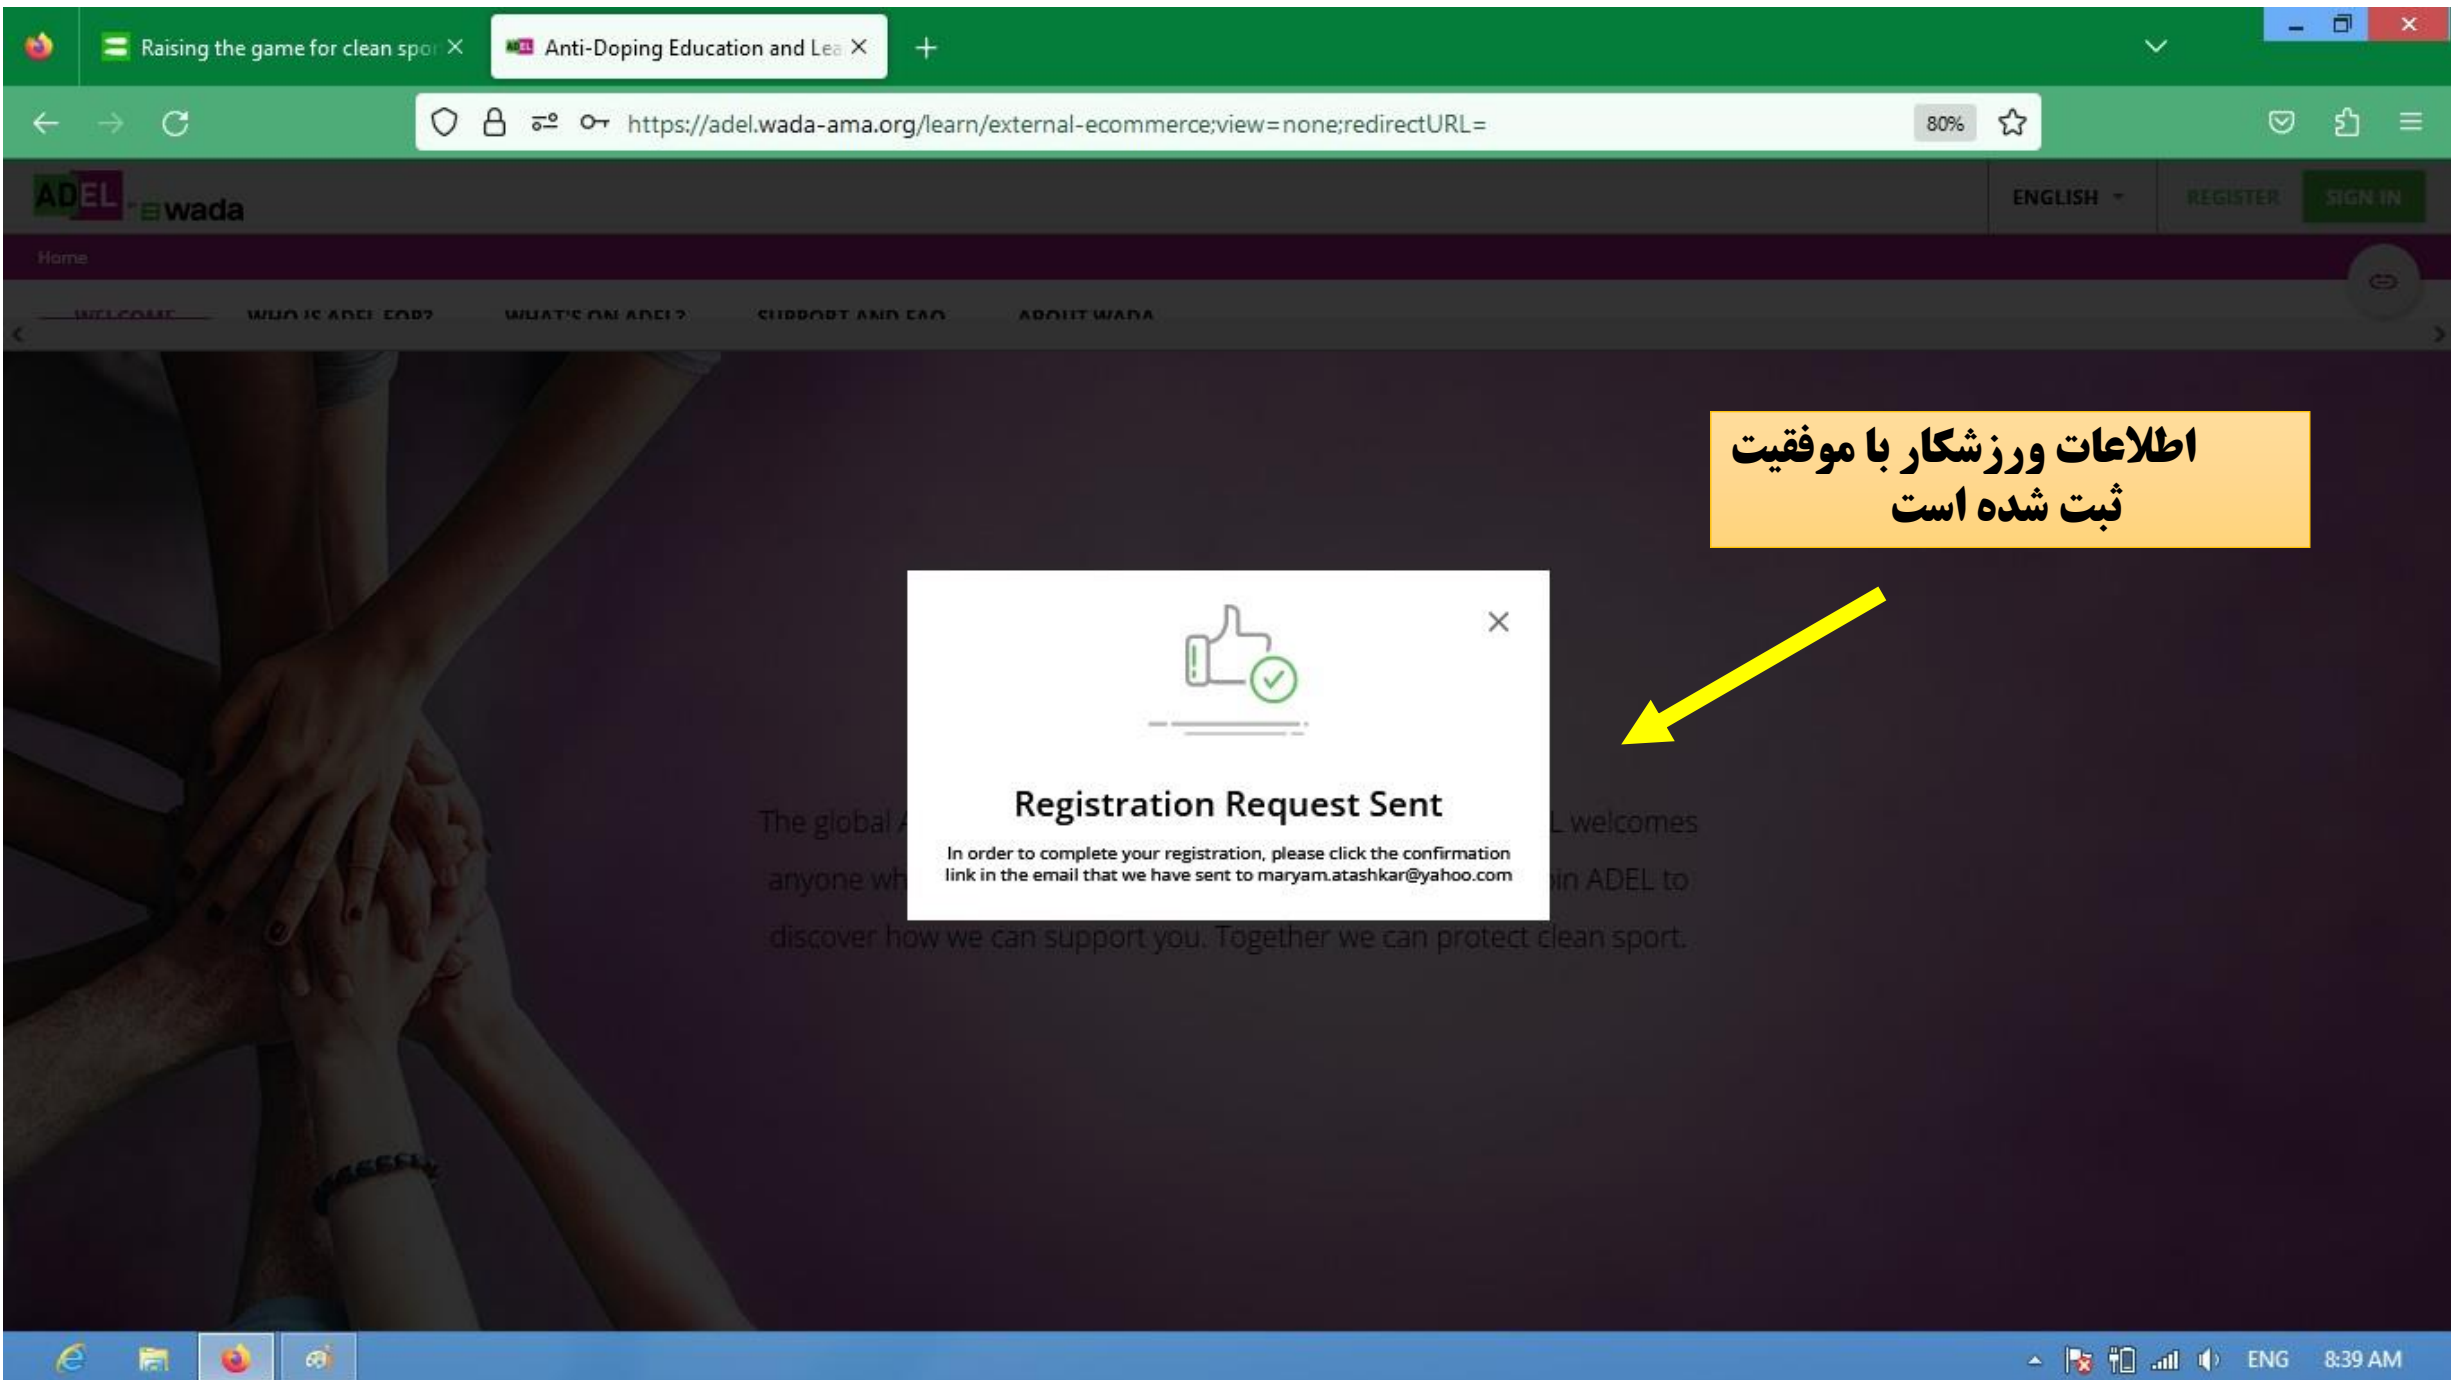 Raising the game for clean spor
Anti-Doping Education and Lea
https://adel.wada-ama.org/learn/external-ecommerce;view=none;redirectURL=
80%
ADEL
wada
ENGLISH
REGISTER
SIGN IN
Home
WELCOME
WHO IS ADEL FOR?
WHAT'S ON ADEL?
SUPPORT AND FAQ
ABOUT WADA
اطلاعات ورزشکار با موفقیت
ثبت شده است
Registration Request Sent
In order to complete your registration, please click the confirmation
link in the email that we have sent to maryam.atashkar@yahoo.com
The global
welcomes
anyone
ADEL to
discover how we can support you. Together we can protect clean sport.
ENG
8:39 AM